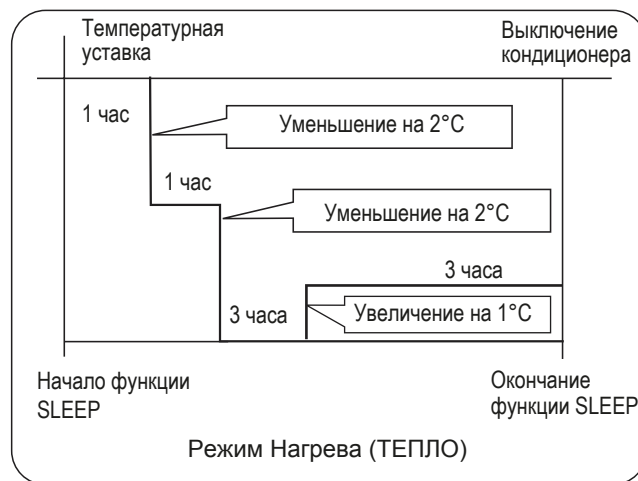 Температурная
уставка
Выключение
кондиционера
1 час
Уменьшение на 2°C
1 час
Уменьшение на 2°C
3 часа
3 часа
Увеличение на 1°C
Начало функции
SLEEP
Окончание
функции SLEEP
Режим Нагрева (ТЕПЛО)